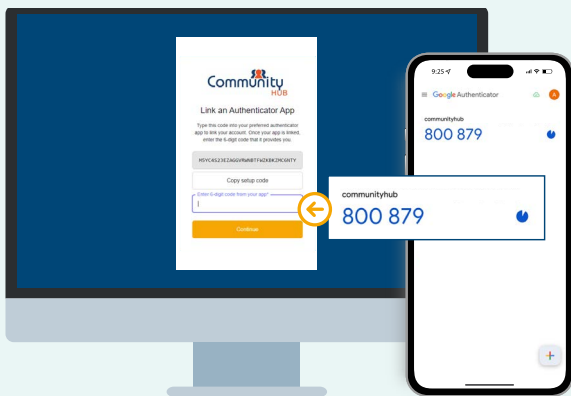 Community
HUB
Link an Authenticator App
Type this code into your preferred authenticator
app to link your account. Once your app is linked,
enter the 6-digit code that it provides you.
Copy setup code
Enter 6-digit code from your app*
Continue
9:25
Google Authenticator
A
communityhub
800 879
communityhub
800 879